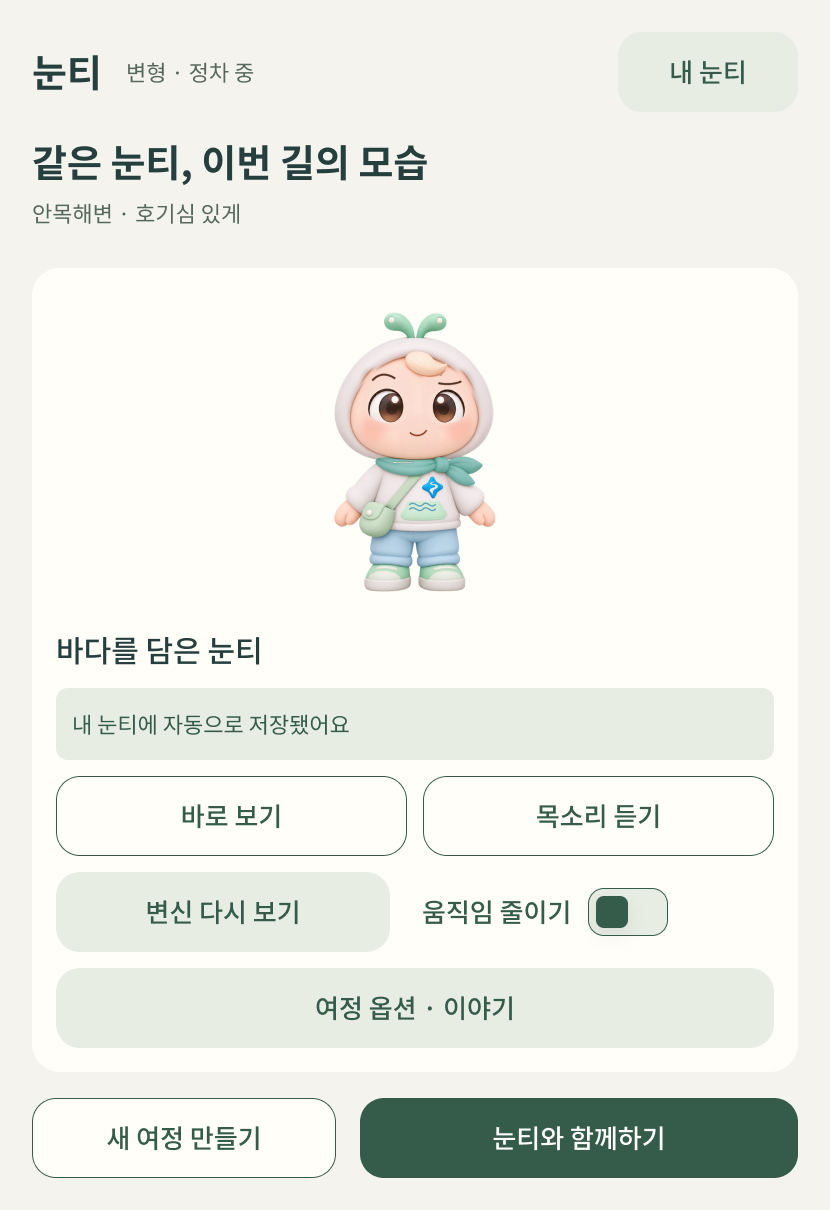 눈티 변형 · 정차 중
내 눈티
같은 눈티, 이번 길의 모습
안목해변 · 호기심 있게
바다를 담은 눈티
내 눈티에 자동으로 저장됐어요
바로 보기
목소리 듣기
변신 다시 보기
움직임 줄이기
여정 옵션 · 이야기
새 여정 만들기
눈티와 함께하기